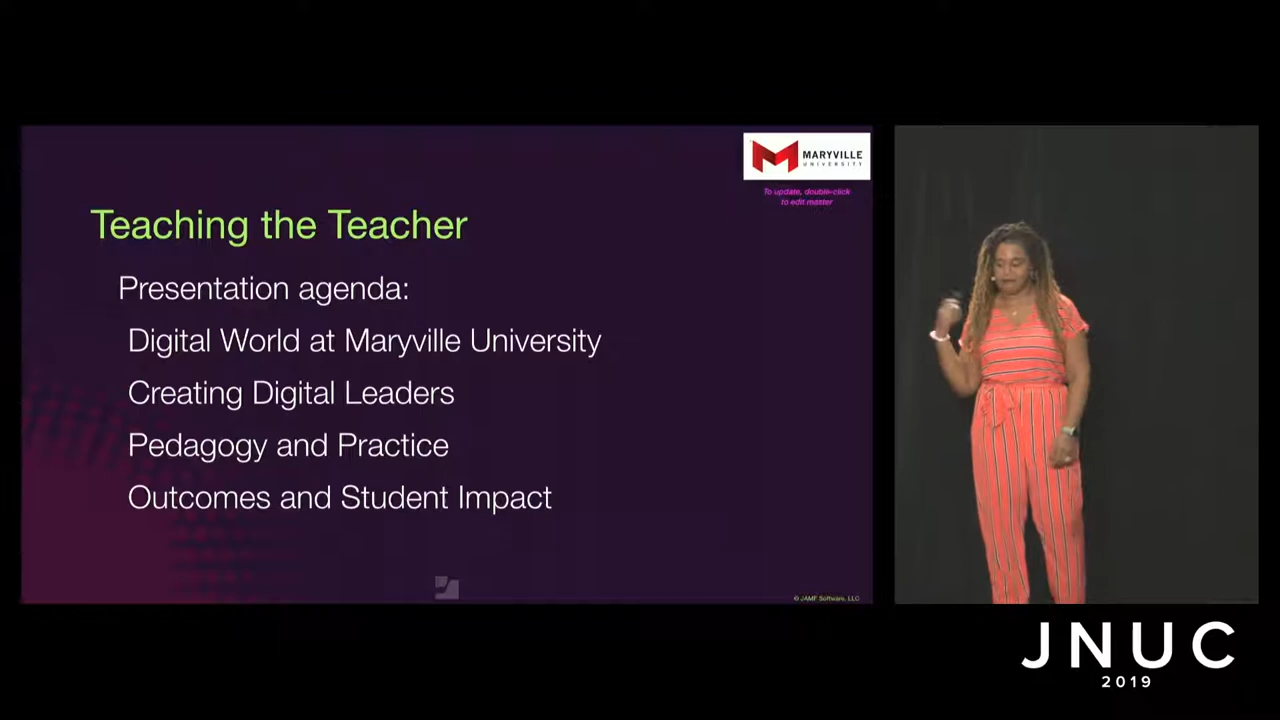 MARYVILLE
UNIVERSITY
To update, double-click
to edit master
Teaching the Teacher
Presentation agenda:
Digital World at Maryville University
Creating Digital Leaders
Pedagogy and Practice
Outcomes and Student Impact
© JAMF Software, LLC
JNUC
2019